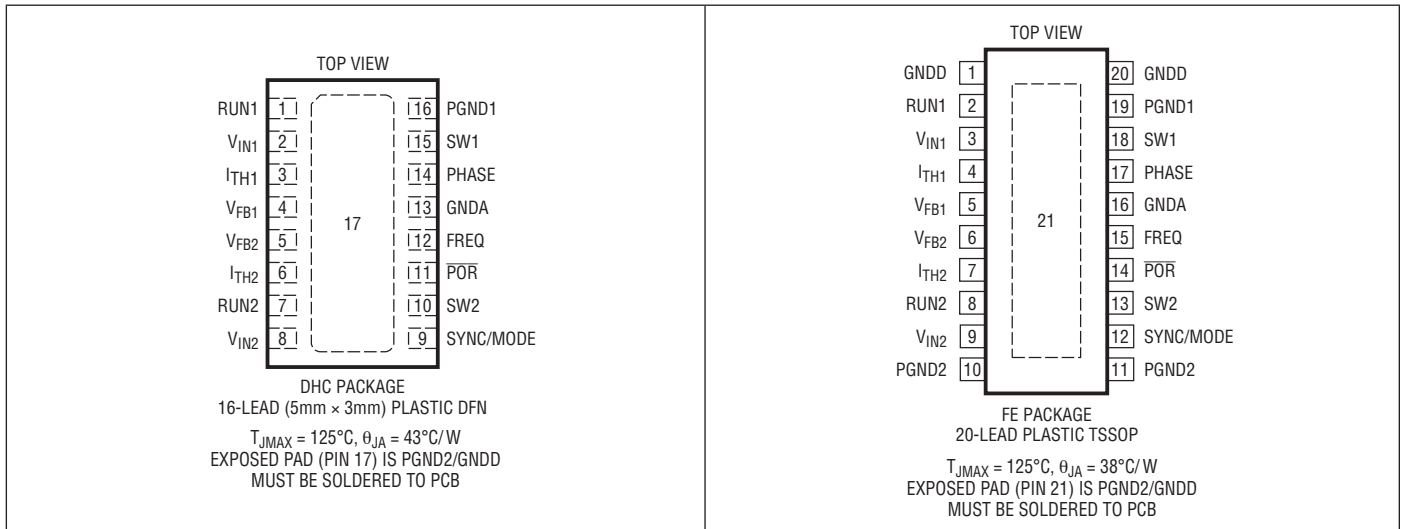 TOP VIEW
RUN1 1 16 PGND1
VIN1 2 15 SW1
ITH1 3 14 PHASE
VFB1 4 13 GNDA
17
VFB2 5 12 FREQ
ITH2 6 11 POR
RUN2 7 10 SW2
VIN2 8 9 SYNC/MODE
DHC PACKAGE
16-LEAD (5mm × 3mm) PLASTIC DFN
TJMAX = 125°C, θJA = 43°C/W
EXPOSED PAD (PIN 17) IS PGND2/GNDD
MUST BE SOLDERED TO PCB
TOP VIEW
GNDD 1 20 GNDD
RUN1 2 19 PGND1
VIN1 3 18 SW1
ITH1 4 17 PHASE
VFB1 5 16 GNDA
21
VFB2 6 15 FREQ
ITH2 7 14 POR
RUN2 8 13 SW2
VIN2 9 12 SYNC/MODE
PGND2 10 11 PGND2
FE PACKAGE
20-LEAD PLASTIC TSSOP
TJMAX = 125°C, θJA = 38°C/W
EXPOSED PAD (PIN 21) IS PGND2/GNDD
MUST BE SOLDERED TO PCB